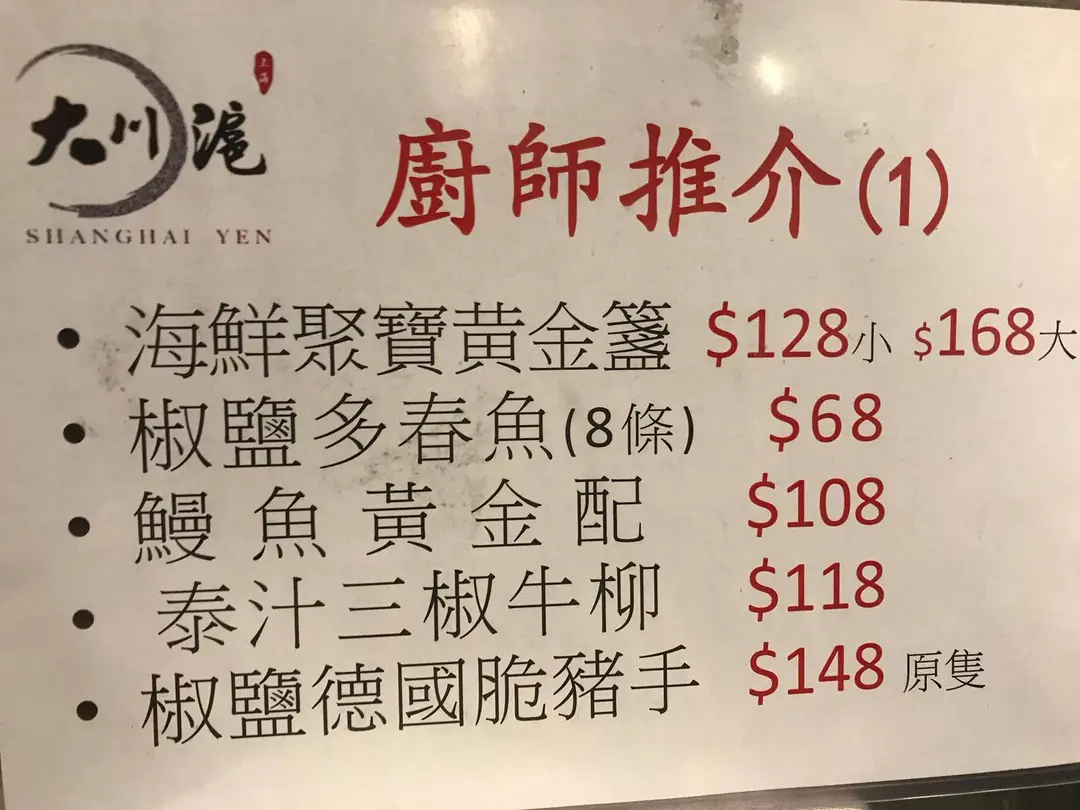 上海
大川滬
SHANGHAI YEN
廚師推介(1)
• 海鮮聚寶黃金盞 $128小 $168大
• 椒鹽多春魚(8條) $68
• 鰻魚黃金配 $108
• 泰汁三椒牛柳 $118
• 椒鹽德國脆豬手 $148 原隻